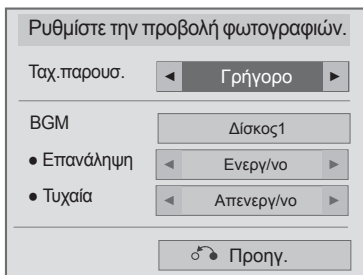 Ρυθμίστε την προβολή φωτογραφιών.
Ταχ.παρουσ. ◄ Γρήγορο ►
BGM Δίσκος1
● Επανάληψη ◄ Ενεργ/νο ►
● Τυχαία ◄ Απενεργ/νο ►
Προηγ.